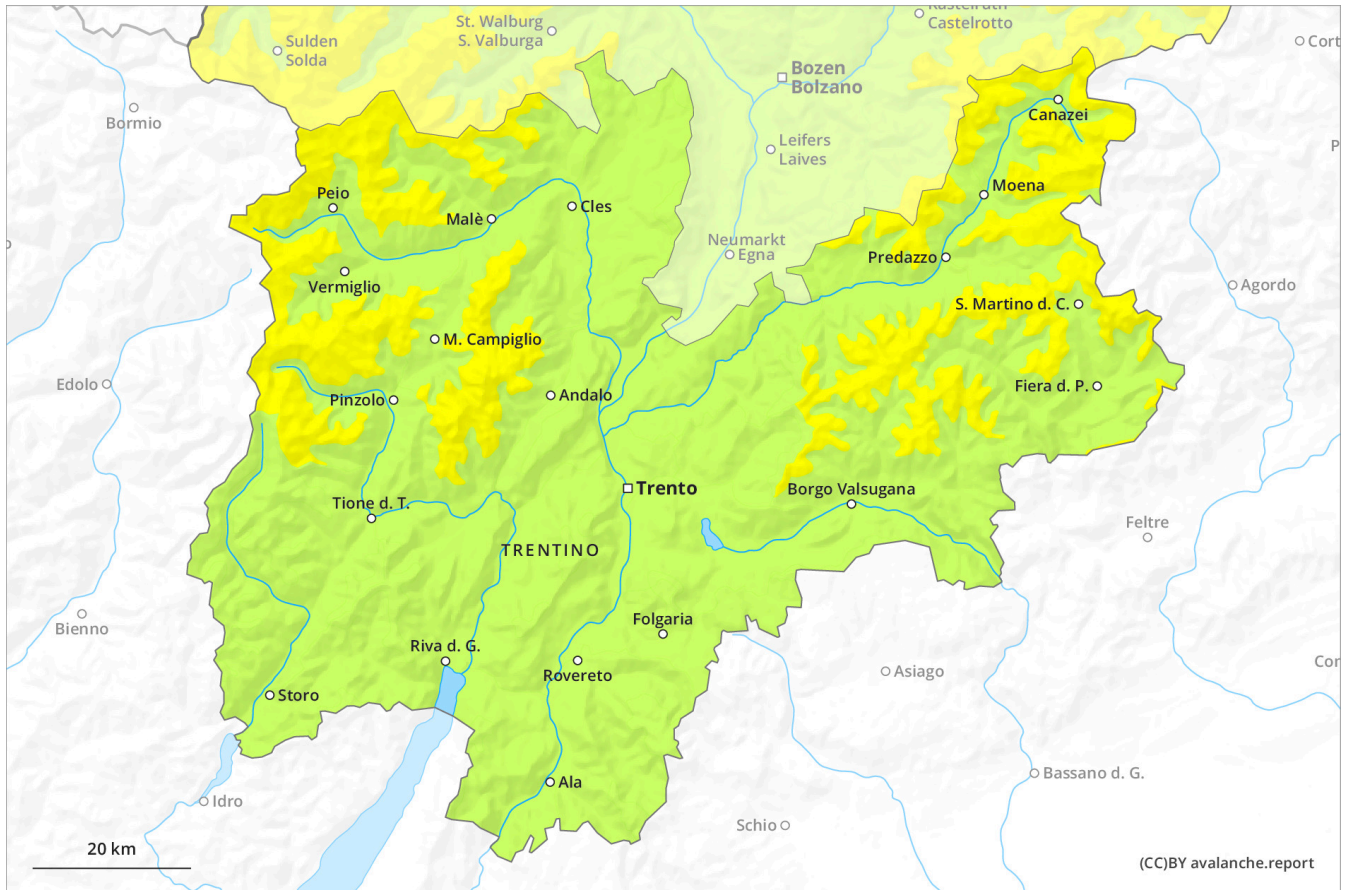 St. Walburg
S. Valburga
Kastelruth
Castelrotto
Sulden
Solda
Cort
Bozen
Bolzano
Bormio
Canazei
Leifers
Laives
P
Peio
Moena
Malè
Cles
Neumarkt
Egna
Predazzo
Vermiglio
Agordo
S. Martino d. C.
M. Campiglio
Edolo
Pinzolo
Andalo
Fiera d. P.
Trento
Borgo Valsugana
Tione d. T.
Feltre
TRENTINO
Bienno
Folgaria
Riva d. G.
Rovereto
Asiago
Cor
Storo
Bassano d. G.
Ala
Idro
Schio
20 km
(CC)BY avalanche.report